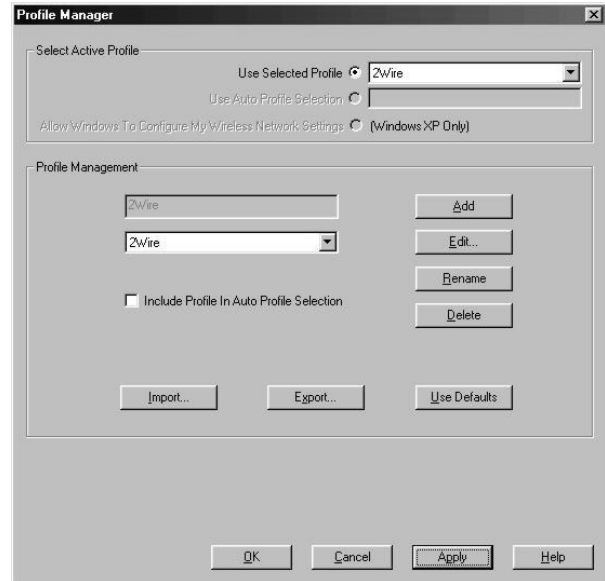 Profile Manager
Select Active Profile
Use Selected Profile 2Wire
Use Auto Profile Selection
Allow Windows To Configure My Wireless Network Settings (Windows XP Only)
Profile Management
2Wire Add
2Wire Edit...
Rename
Include Profile In Auto Profile Selection
Delete
Import... Export... Use Defaults
OK Cancel Apply Help